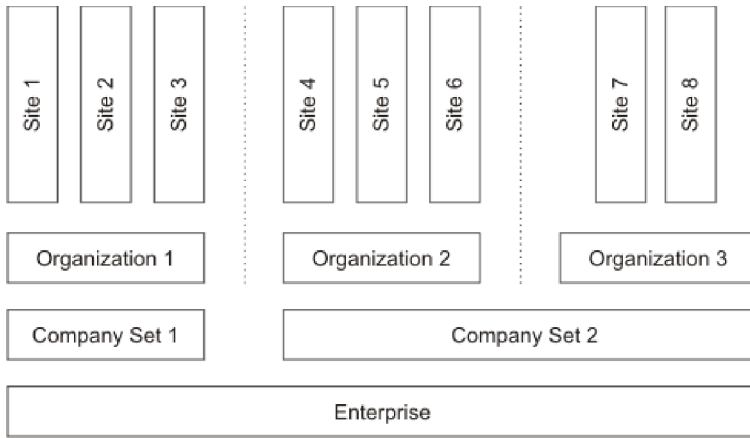 Site 1
Site 2
Site 3
Site 4
Site 5
Site 6
Site 7
Site 8
Organization 1
Organization 2
Organization 3
Company Set 1
Company Set 2
Enterprise